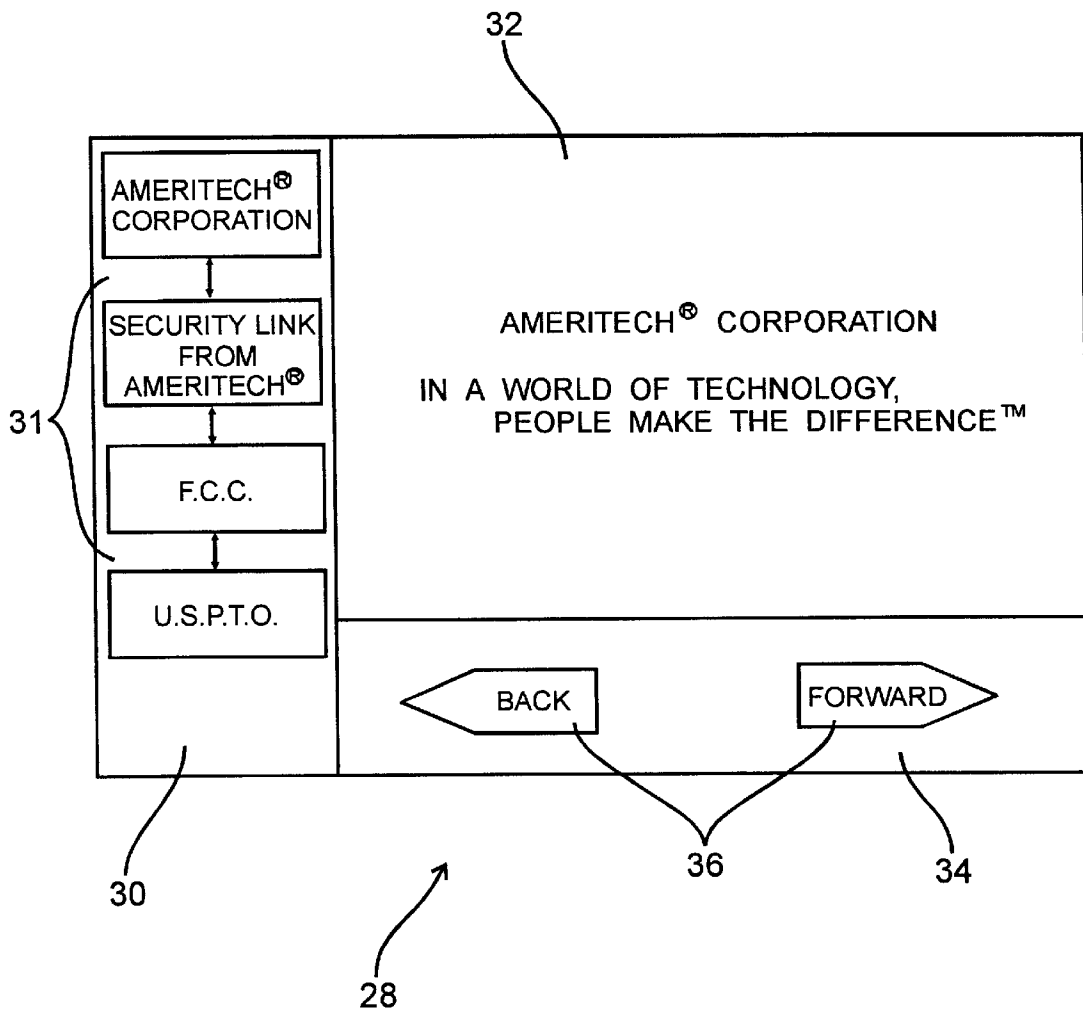 32
AMERITECH®
CORPORATION
SECURITY LINK
FROM
AMERITECH®
31
F.C.C.
U.S.P.T.O.
AMERITECH® CORPORATION
IN A WORLD OF TECHNOLOGY,
PEOPLE MAKE THE DIFFERENCE™
BACK
FORWARD
30
36
34
28